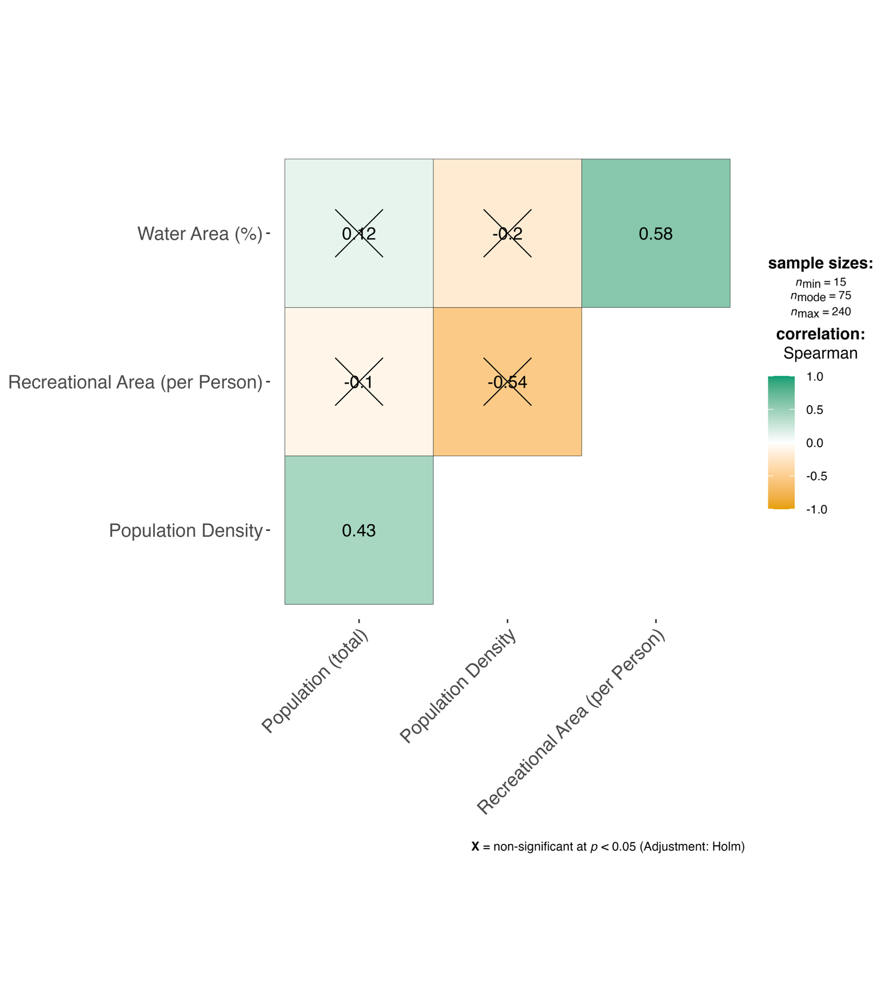 Water Area (%)
0.12
-0.2
0.58
Recreational Area (per Person)
-0.1
-0.54
Population Density
0.43
Population (total)
Population Density
Recreational Area (per Person)
sample sizes:
nmin = 15
nmode = 75
nmax = 240
correlation:
Spearman
1.0
0.5
0.0
-0.5
-1.0
X = non-significant at p < 0.05 (Adjustment: Holm)